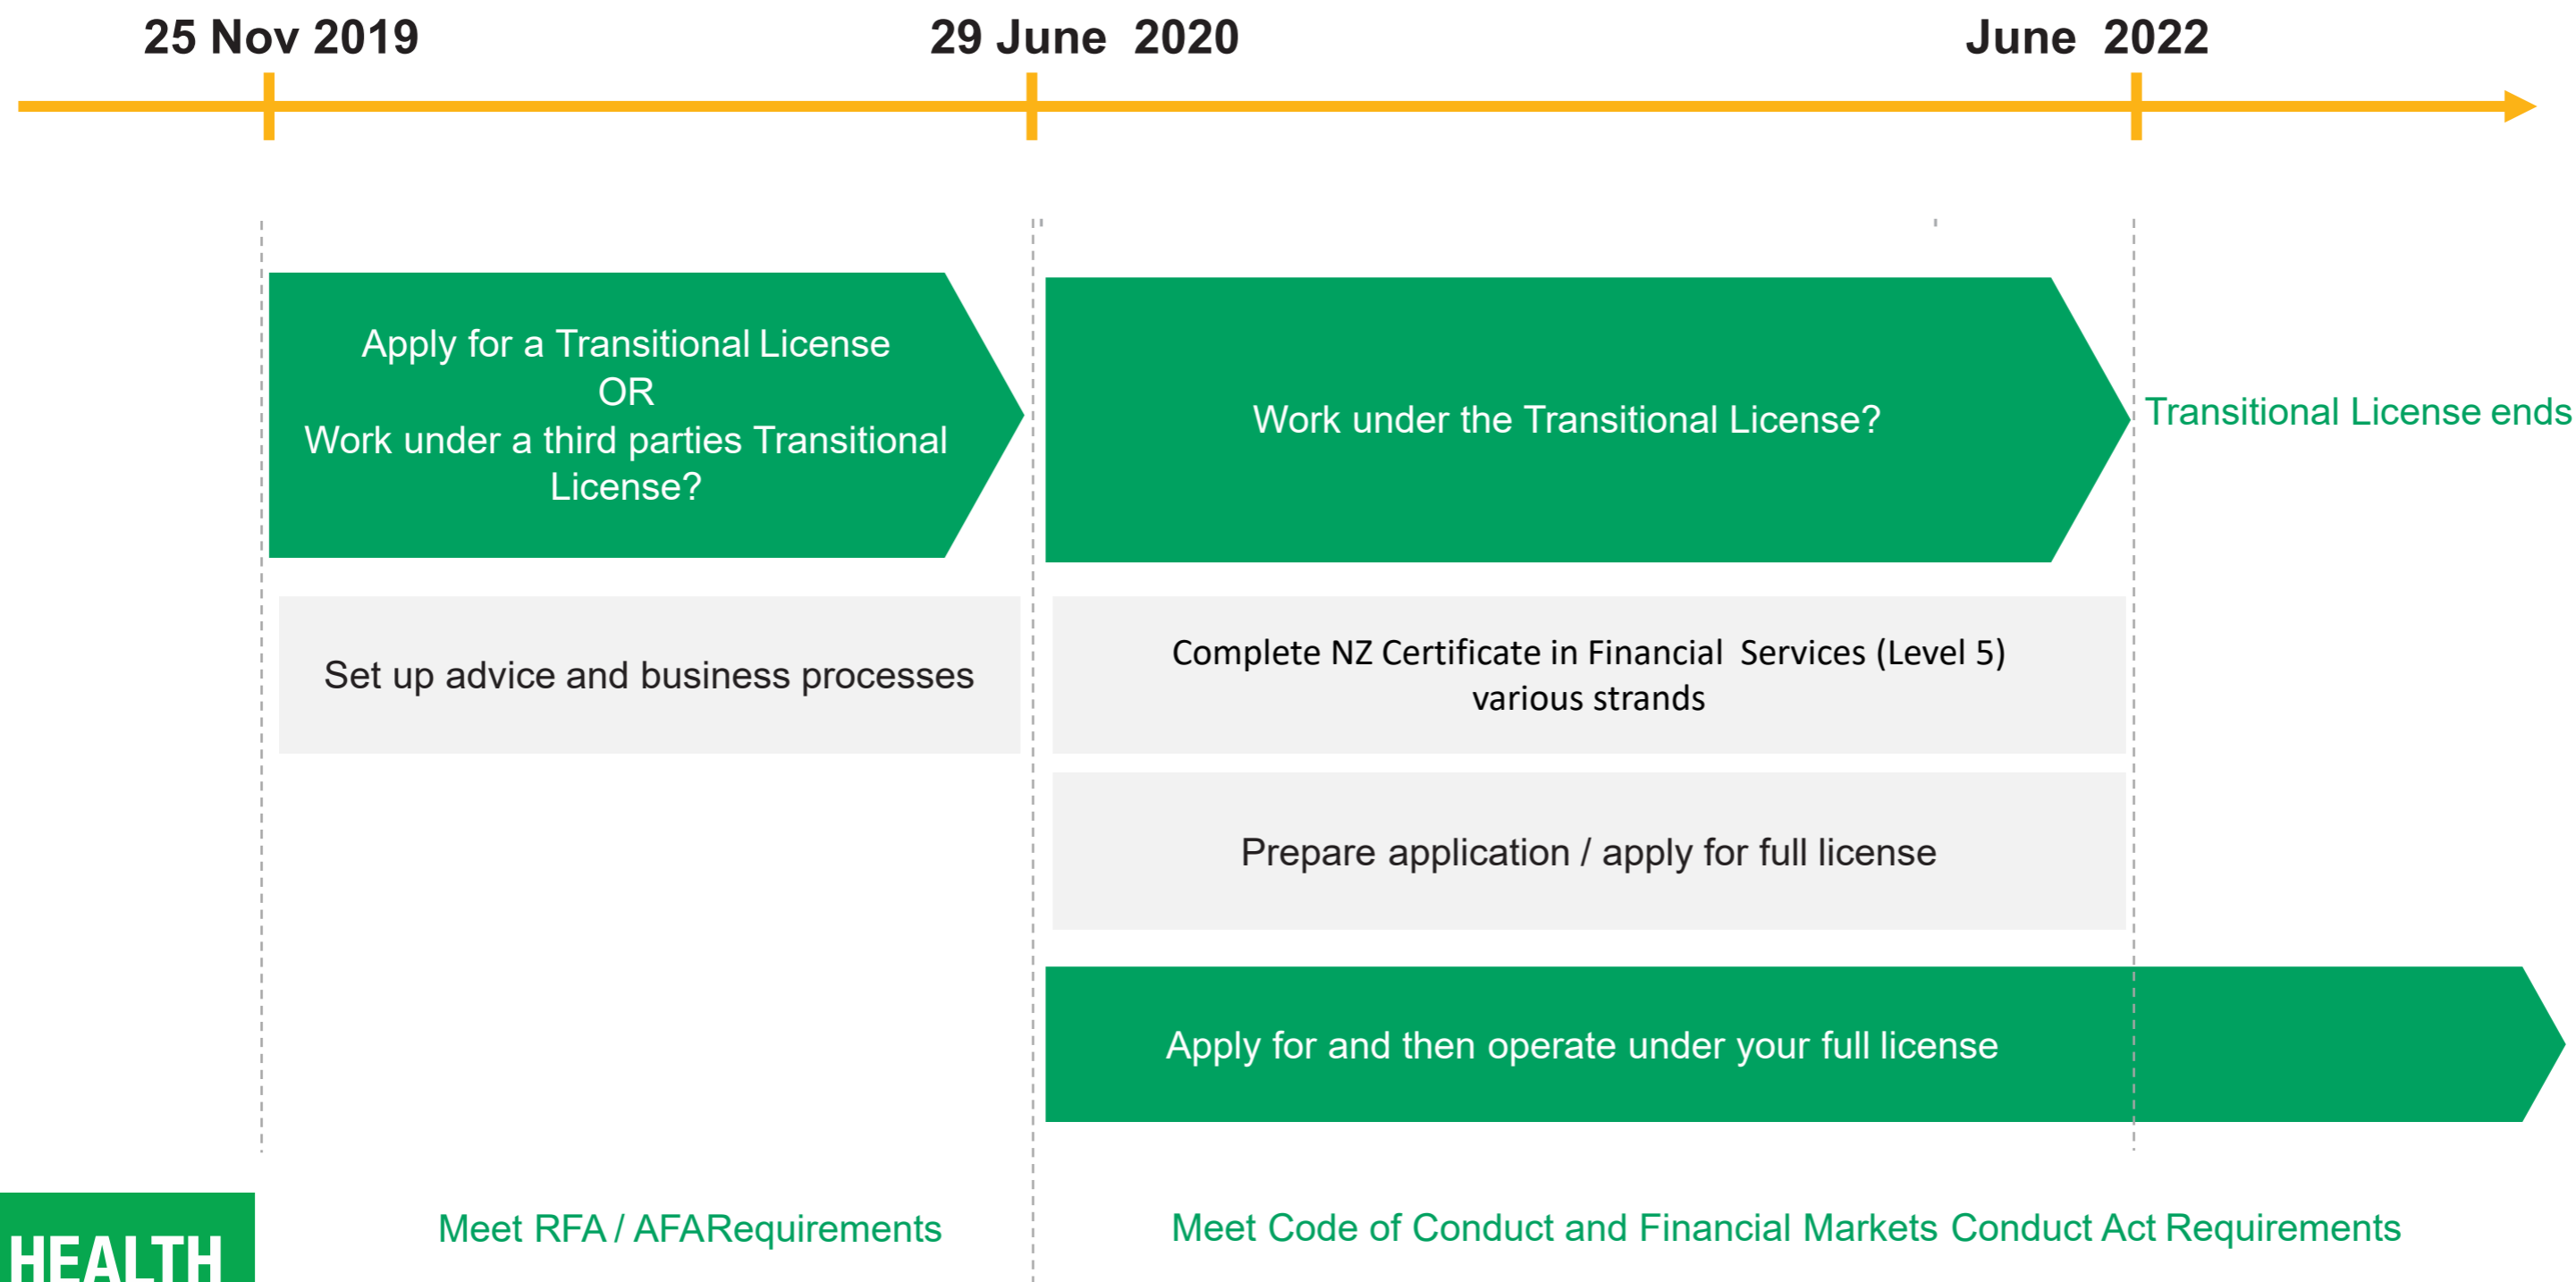 25 Nov 2019
29 June 2020
June 2022
Apply for a Transitional License
OR
Work under a third parties Transitional
License?
Work under the Transitional License?
Transitional License ends
Set up advice and business processes
Complete NZ Certificate in Financial Services (Level 5)
various strands
Prepare application / apply for full license
Apply for and then operate under your full license
Meet RFA / AFARequirements
Meet Code of Conduct and Financial Markets Conduct Act Requirements
HEALTH